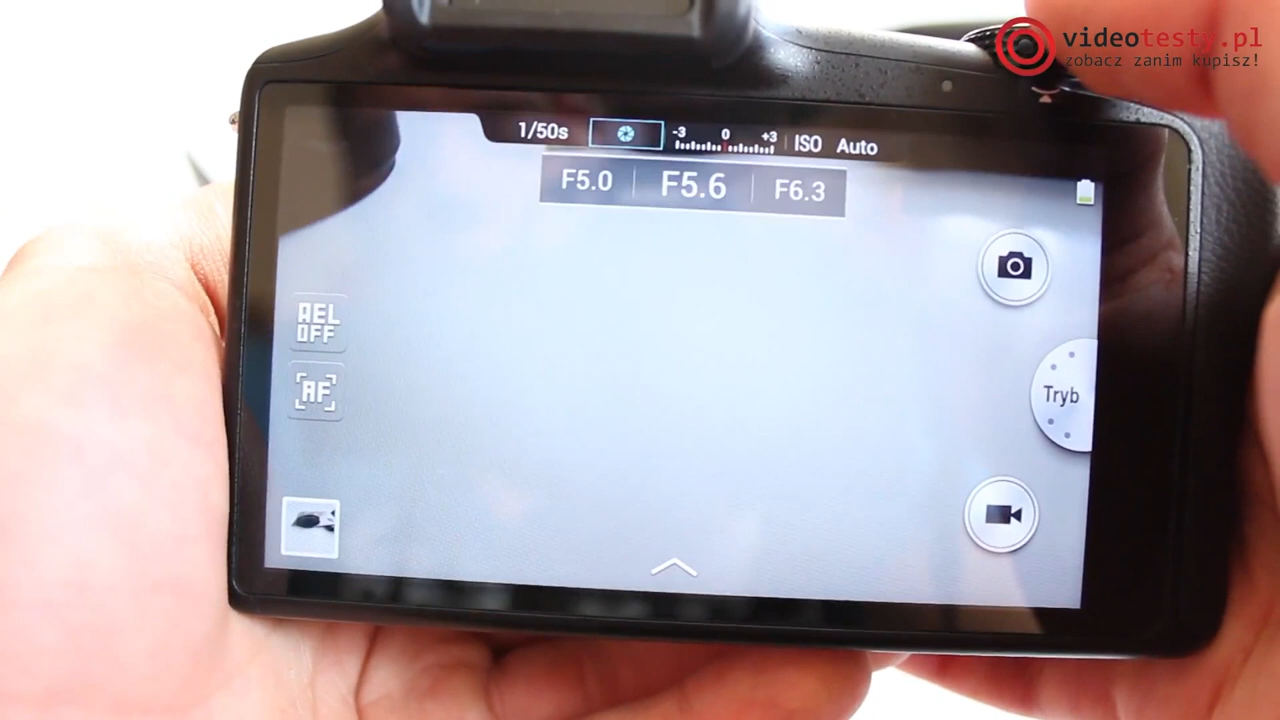 videotesty.pl
zobacz zanim kupisz!
1/50s -3 0 +3 ISO Auto
F5.0 F5.6 F6.3
AEL
OFF
AF
Tryb